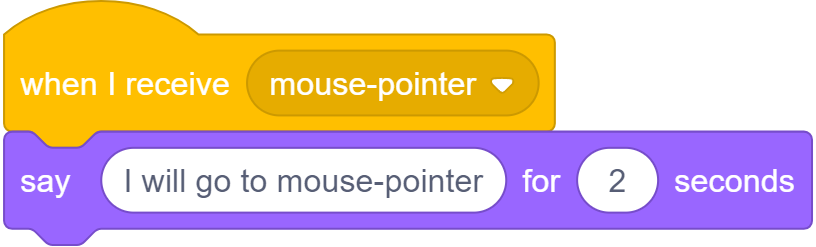 when I receive mouse-pointer
say I will go to mouse-pointer for 2 seconds